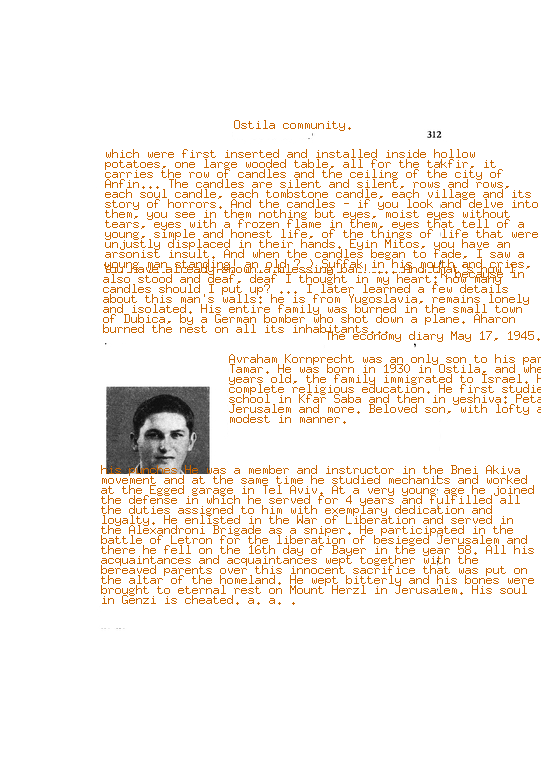 Ostila community.
312
which were first inserted and installed inside hollow
potatoes, one large wooded table, all for the takfir, it
carries the row of candles and the ceiling of the city of
Anfin... The candles are silent and silent, rows and rows,
each soul candle, each tombstone candle, each village and its
story of horrors. And the candles - if you look and delve into
them, you see in them nothing but eyes, moist eyes without
tears, eyes with a frozen flame in them, eyes that tell of a
young, simple and honest life, of the things of life that were
unjustly displaced in their hands. Eyin Mitos, you have an
arsonist insult. And when the candles began to fade, I saw a
young man standing! an old ? ) Suffak in his mouth and cries,
You have already a blessing And that's how I
because in
also stood and deaf, deaf I thought in my heart: how many
candles should I put up? ... I later learned a few details
about this man's walls: he is from Yugoslavia, remains lonely
and isolated. His entire family was burned in the small town
of Dubica, by a German bomber who shot down a plane. Aharon
burned the nest on all its inhabitants...
The economy diary May 17, 1945.
Avraham Kornprecht was an only son to his par
Tamar. He was born in 1930 in Ostila, and whe
years old, the family immigrated to Israel. H
complete religious education. He first studie
school in Kfar Saba and then in yeshiva: Peta
Jerusalem and more. Beloved son, with lofty a
modest in manner.
his punches He was a member and instructor in the Bnei Akiva
movement and at the same time he studied mechanits and worked
at the Egged garage in Tel Aviv. At a very young age he joined
the defense in which he served for 4 years and fulfilled all
the duties assigned to him with exemplary dedication and
loyalty. He enlisted in the War of Liberation and served in
the Alexandroni Brigade as a sniper. He participated in the
battle of Letron for the liberation of besieged Jerusalem and
there he fell on the 16th day of Bayer in the year 58. All his
acquaintances and acquaintances wept together with the
bereaved parents over this innocent sacrifice that was put on
the altar of the homeland. He wept bitterly and his bones were
brought to eternal rest on Mount Herzl in Jerusalem. His soul
in Genzi is cheated. a. a. .